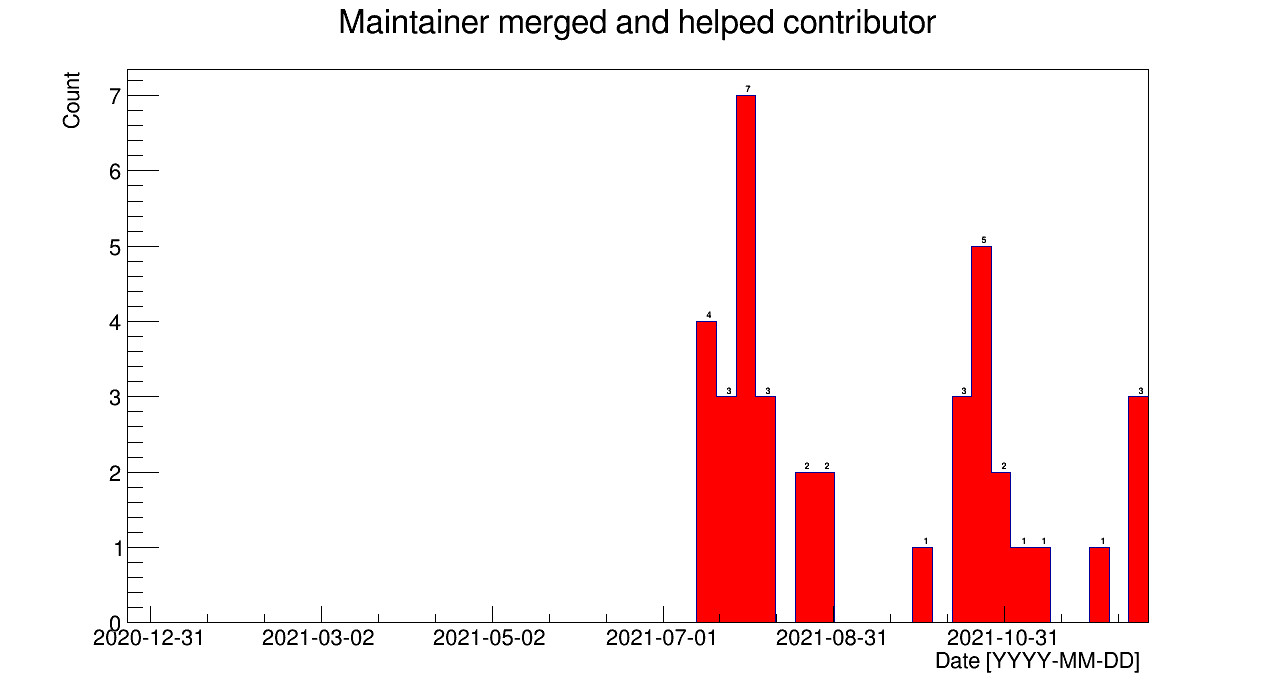 Maintainer merged and helped contributor
Count
7
6
5
4
3
2
1
0
7
5
4
3 3 3 3
2 2 2
1 1 1 1
2020-12-31 2021-03-02 2021-05-02 2021-07-01 2021-08-31 2021-10-31
Date [YYYY-MM-DD]